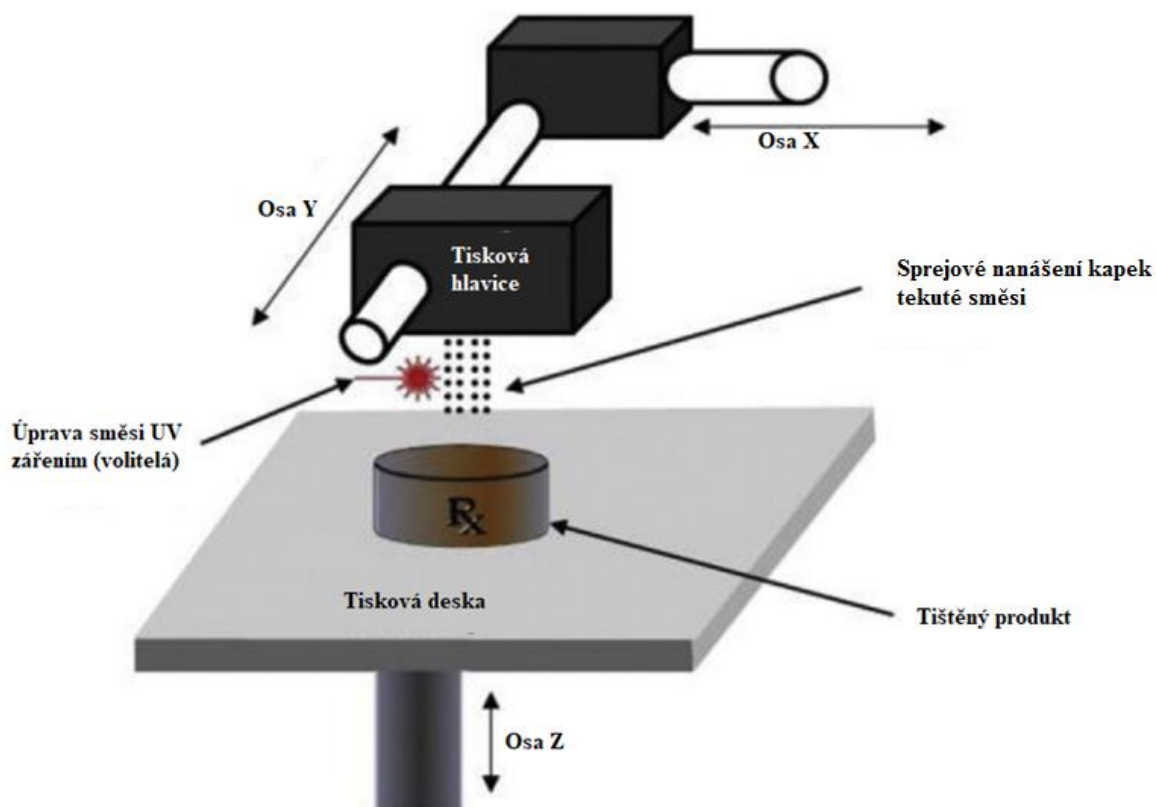 Osa X
Osa Y
Tisková
hlavice
Sprejové nanášení kapek
tekuté směsi
Úprava směsi UV
zářením (volitelá)
Rx
Tisková deska
Tištěný produkt
Osa Z